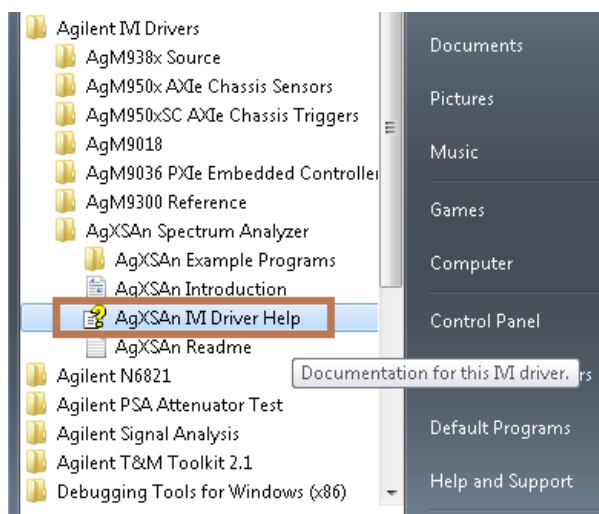 Agilent IVI Drivers
AgM938x Source
AgM950x AXIe Chassis Sensors
AgM950xSC AXIe Chassis Triggers
AgM9018
AgM9036 PXIe Embedded Controller
AgM9300 Reference
AgXSAn Spectrum Analyzer
AgXSAn Example Programs
AgXSAn Introduction
AgXSAn IVI Driver Help
AgXSAn Readme
Agilent N6821
Agilent PSA Attenuator Test
Agilent Signal Analysis
Agilent T&M Toolkit 2.1
Debugging Tools for Windows (x86)
Documents
Pictures
Music
Games
Computer
Control Panel
Documentation for this IVI driver.
rs
Default Programs
Help and Support